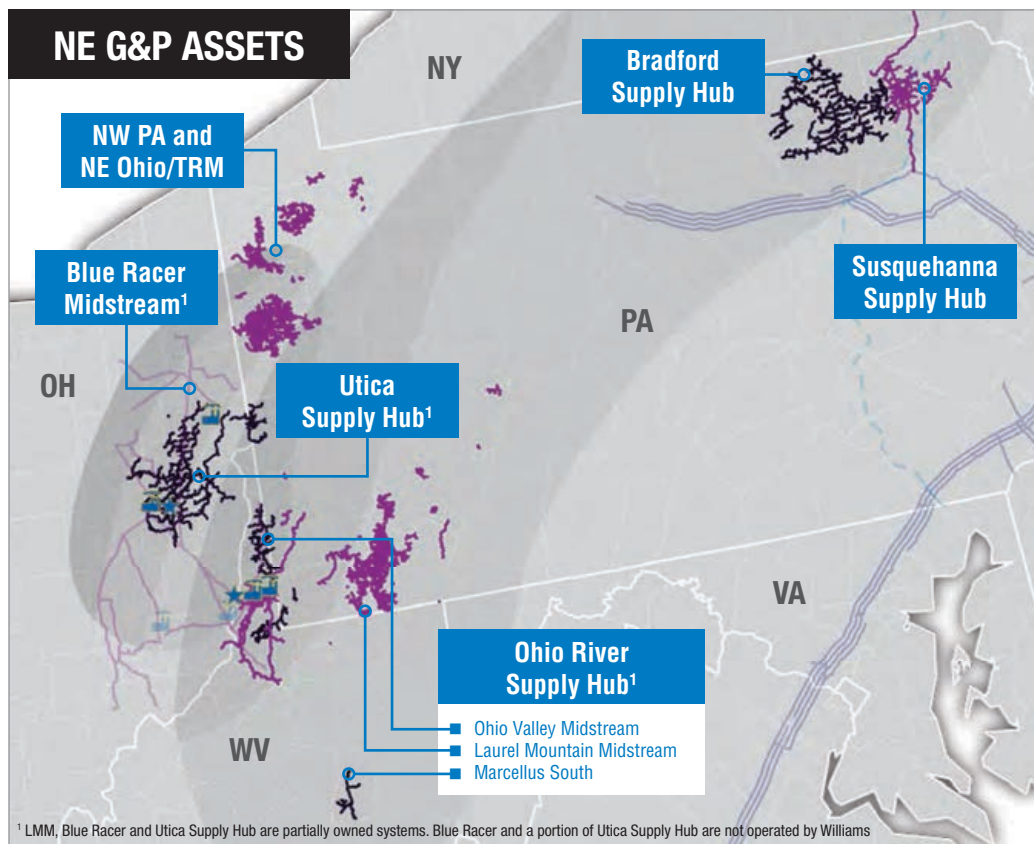 NE G&P ASSETS
NY
Bradford
Supply Hub
NW PA and
NE Ohio/TRM
Blue Racer
Midstream¹
Susquehanna
Supply Hub
PA
OH
Utica
Supply Hub¹
VA
Ohio River
Supply Hub¹
Ohio Valley Midstream
Laurel Mountain Midstream
Marcellus South
WV
¹ LMM, Blue Racer and Utica Supply Hub are partially owned systems. Blue Racer and a portion of Utica Supply Hub are not operated by Williams